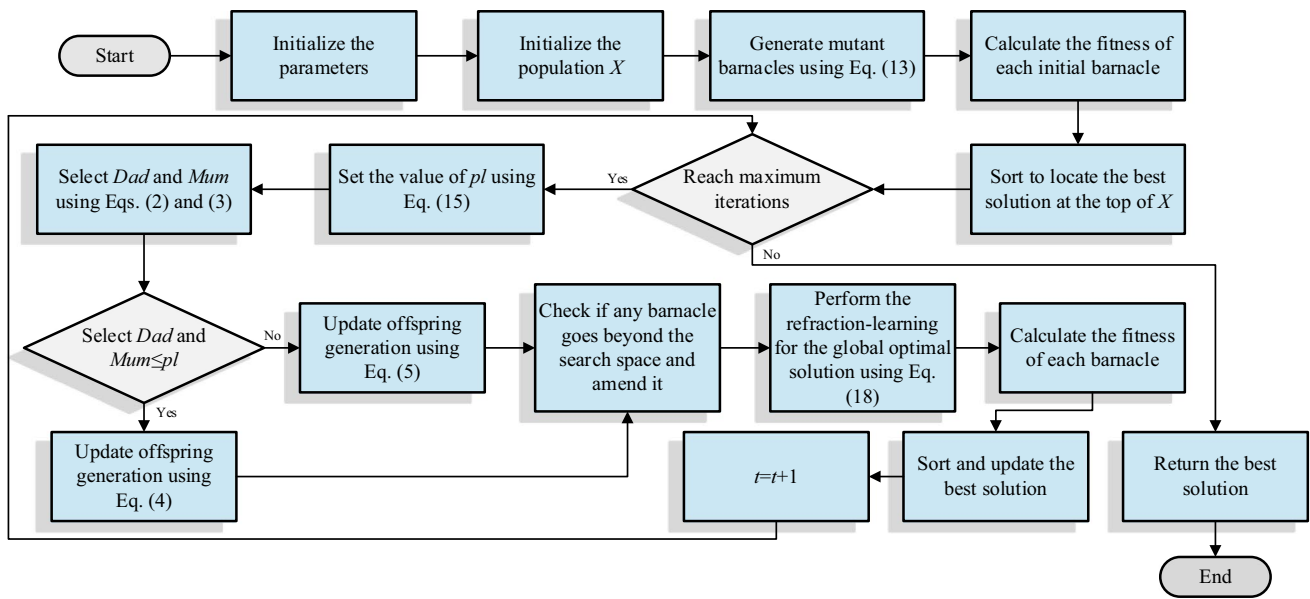 Start
Initialize the
parameters
Initialize the
population X
Generate mutant
barnacles using Eq. (13)
Calculate the fitness of
each initial barnacle
Select Dad and Mum
using Eqs. (2) and (3)
Set the value of pl using
Eq. (15)
Yes
Reach maximum
iterations
Sort to locate the best
solution at the top of X
No
Select Dad and
Mum≤pl
No
Update offspring
generation using
Eq. (5)
Check if any barnacle
goes beyond the
search space and
amend it
Perform the
refraction-learning
for the global optimal
solution using Eq.
(18)
Calculate the fitness
of each barnacle
Yes
Update offspring
generation using
Eq. (4)
t=t+1
Sort and update the
best solution
Return the best
solution
End